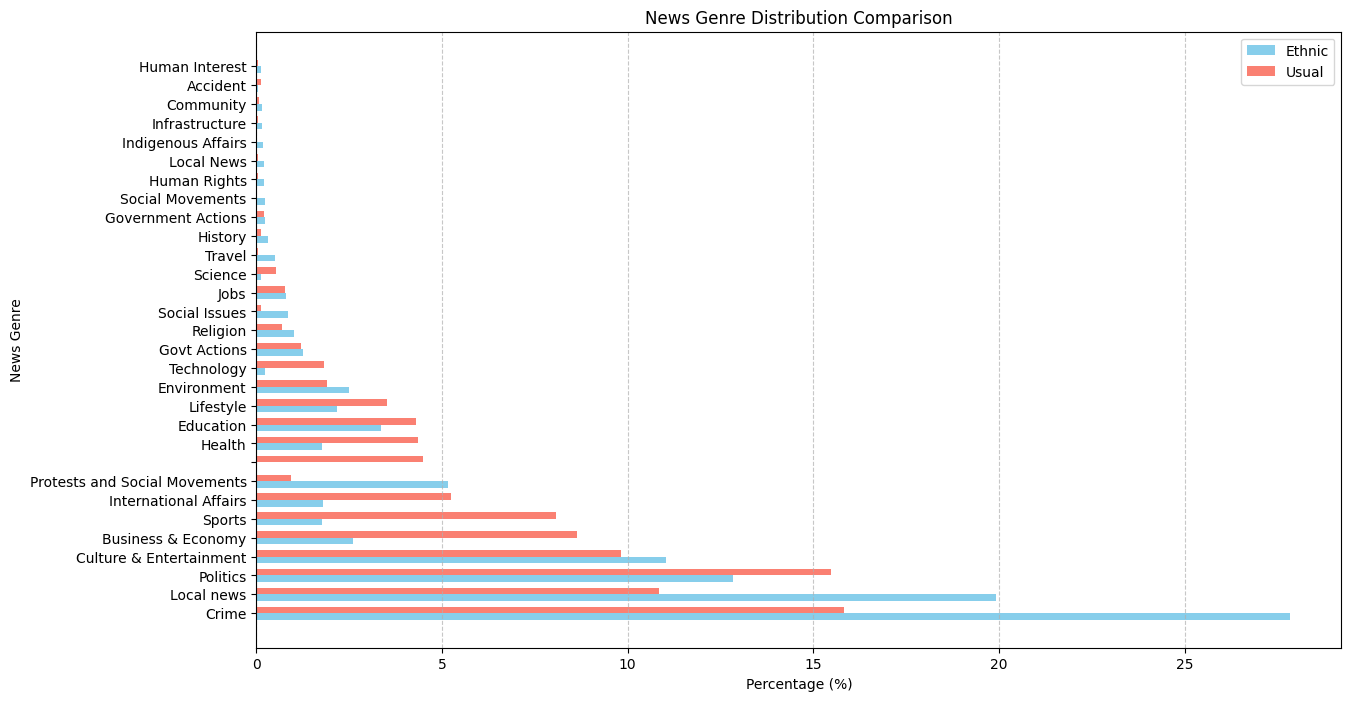 News Genre Distribution Comparison
Ethnic
Usual
News Genre
Human Interest
Accident
Community
Infrastructure
Indigenous Affairs
Local News
Human Rights
Social Movements
Government Actions
History
Travel
Science
Jobs
Social Issues
Religion
Govt Actions
Technology
Environment
Lifestyle
Education
Health
Protests and Social Movements
International Affairs
Sports
Business & Economy
Culture & Entertainment
Politics
Local news
Crime
0 5 10 15 20 25
Percentage (%)